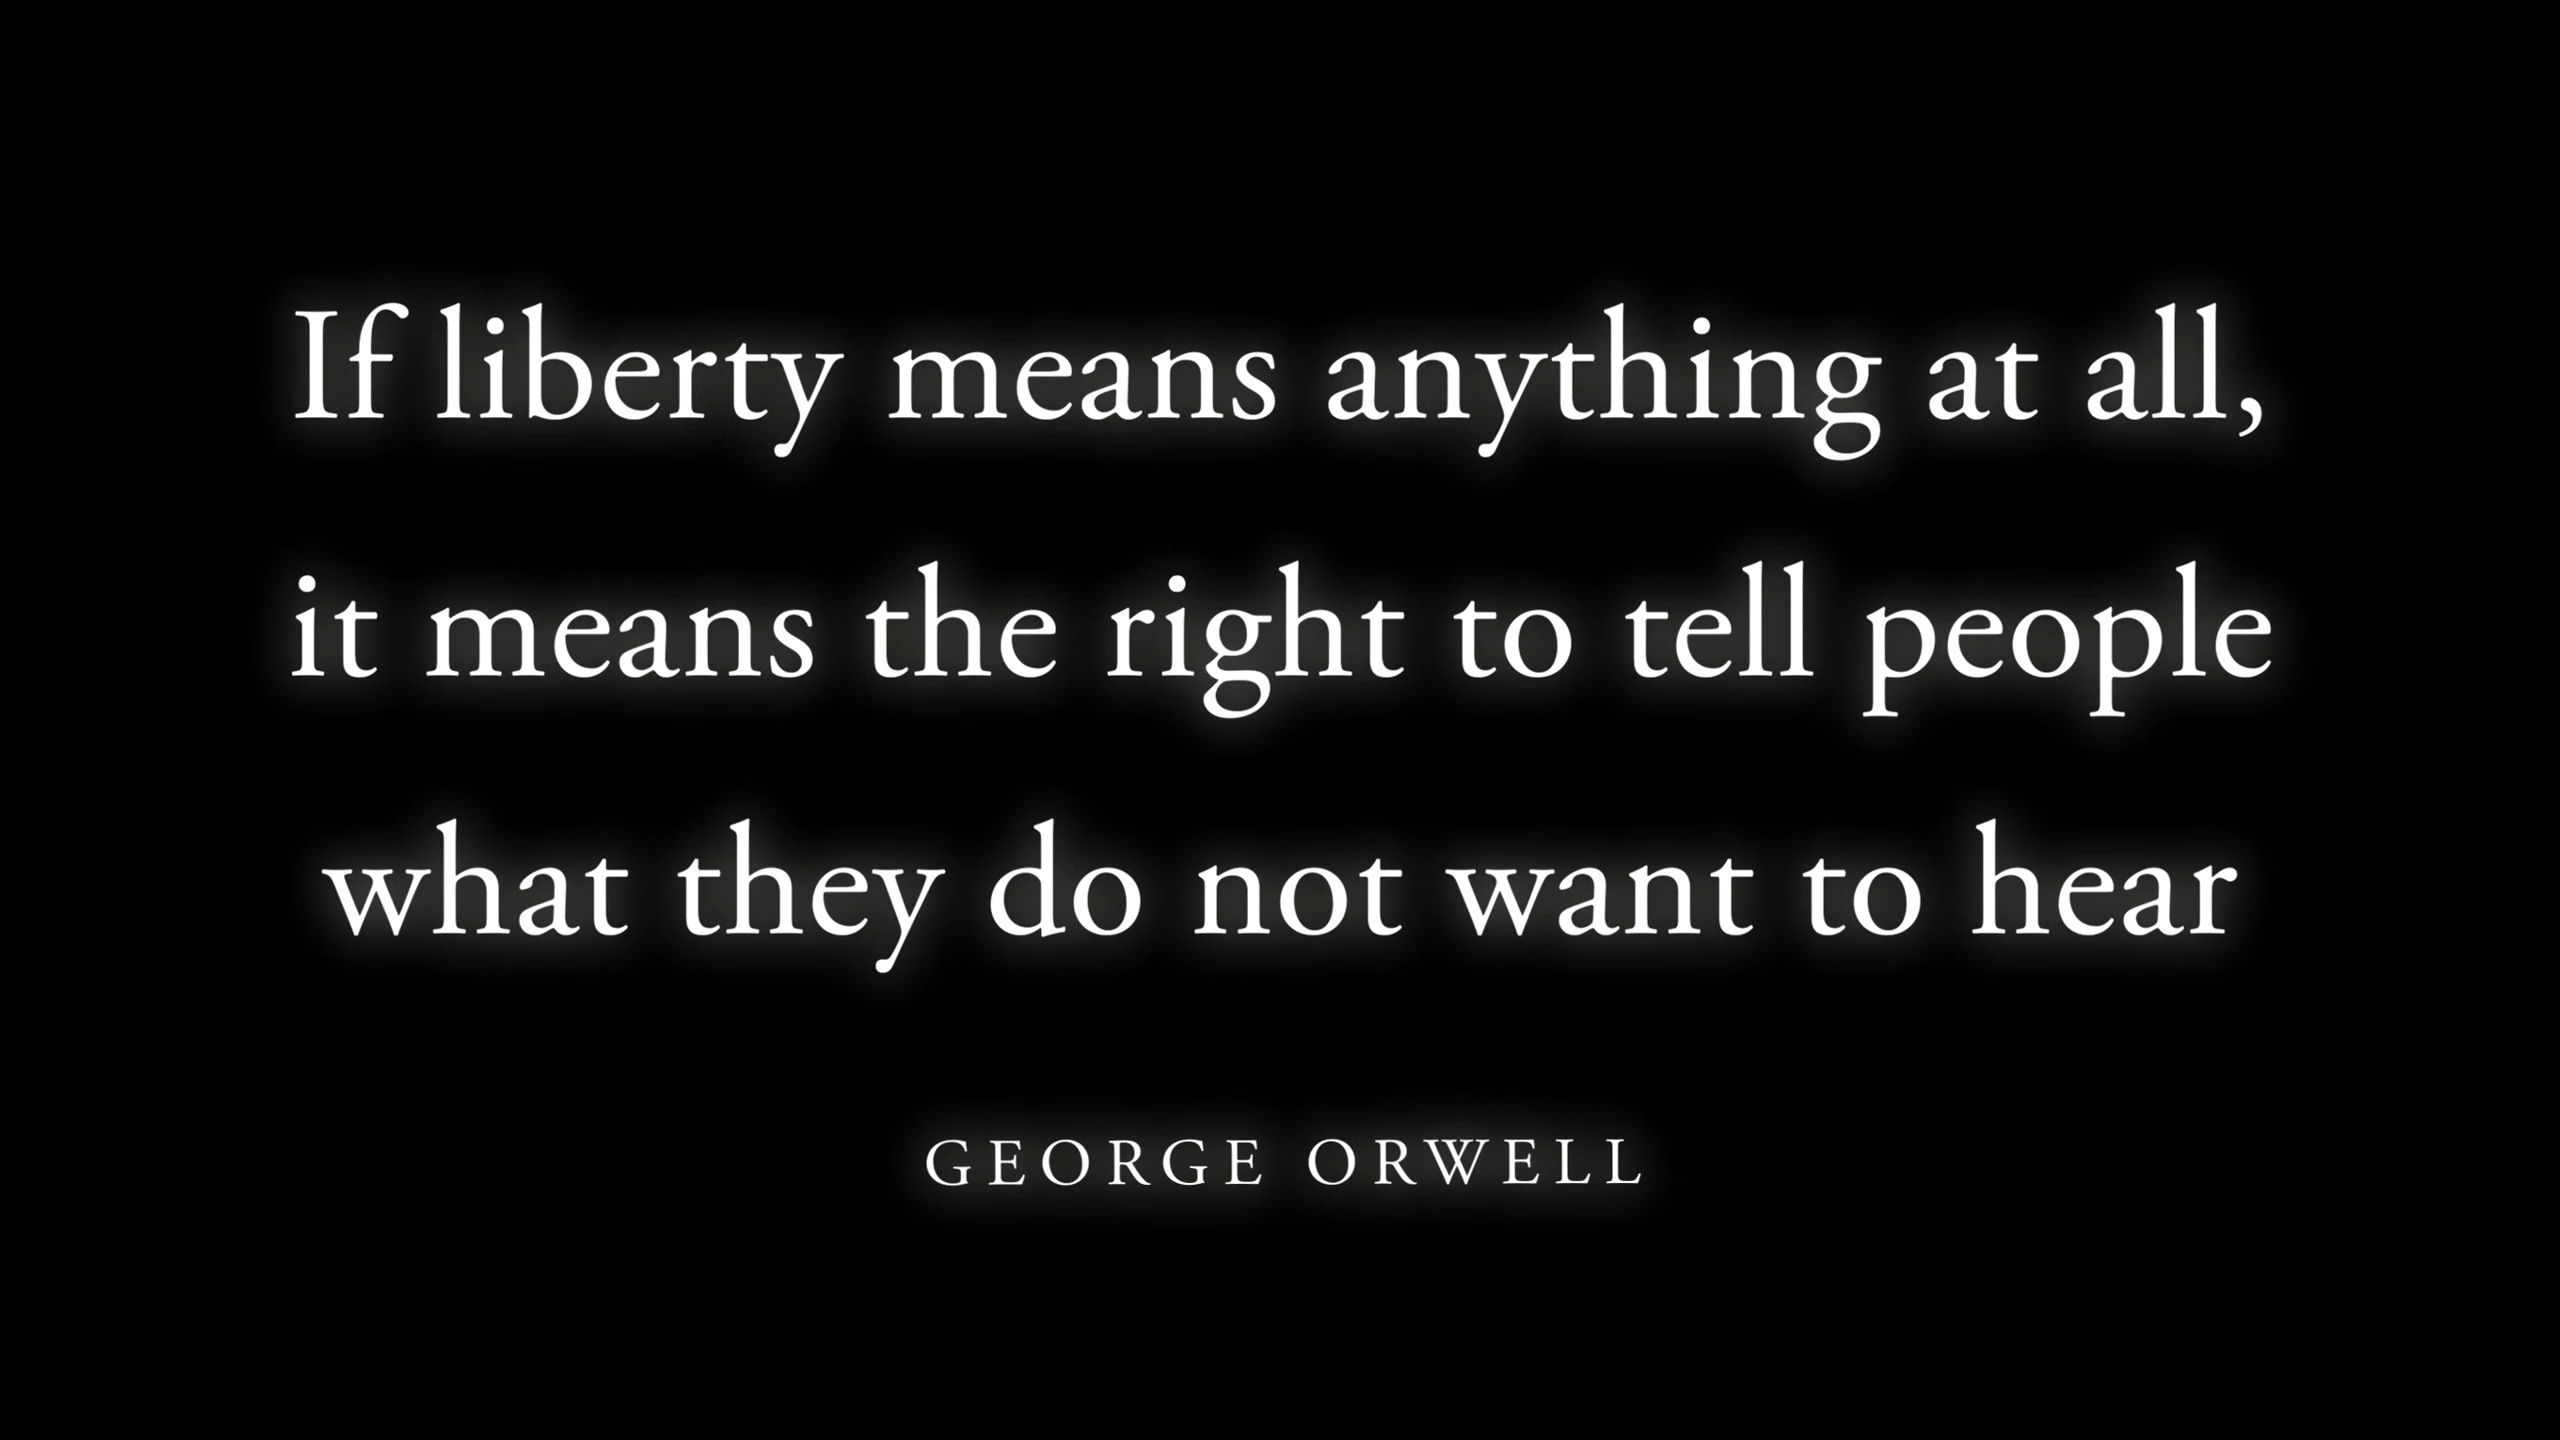 If liberty means anything at all,
it means the right to tell people
what they do not want to hear
GEORGE ORWELL